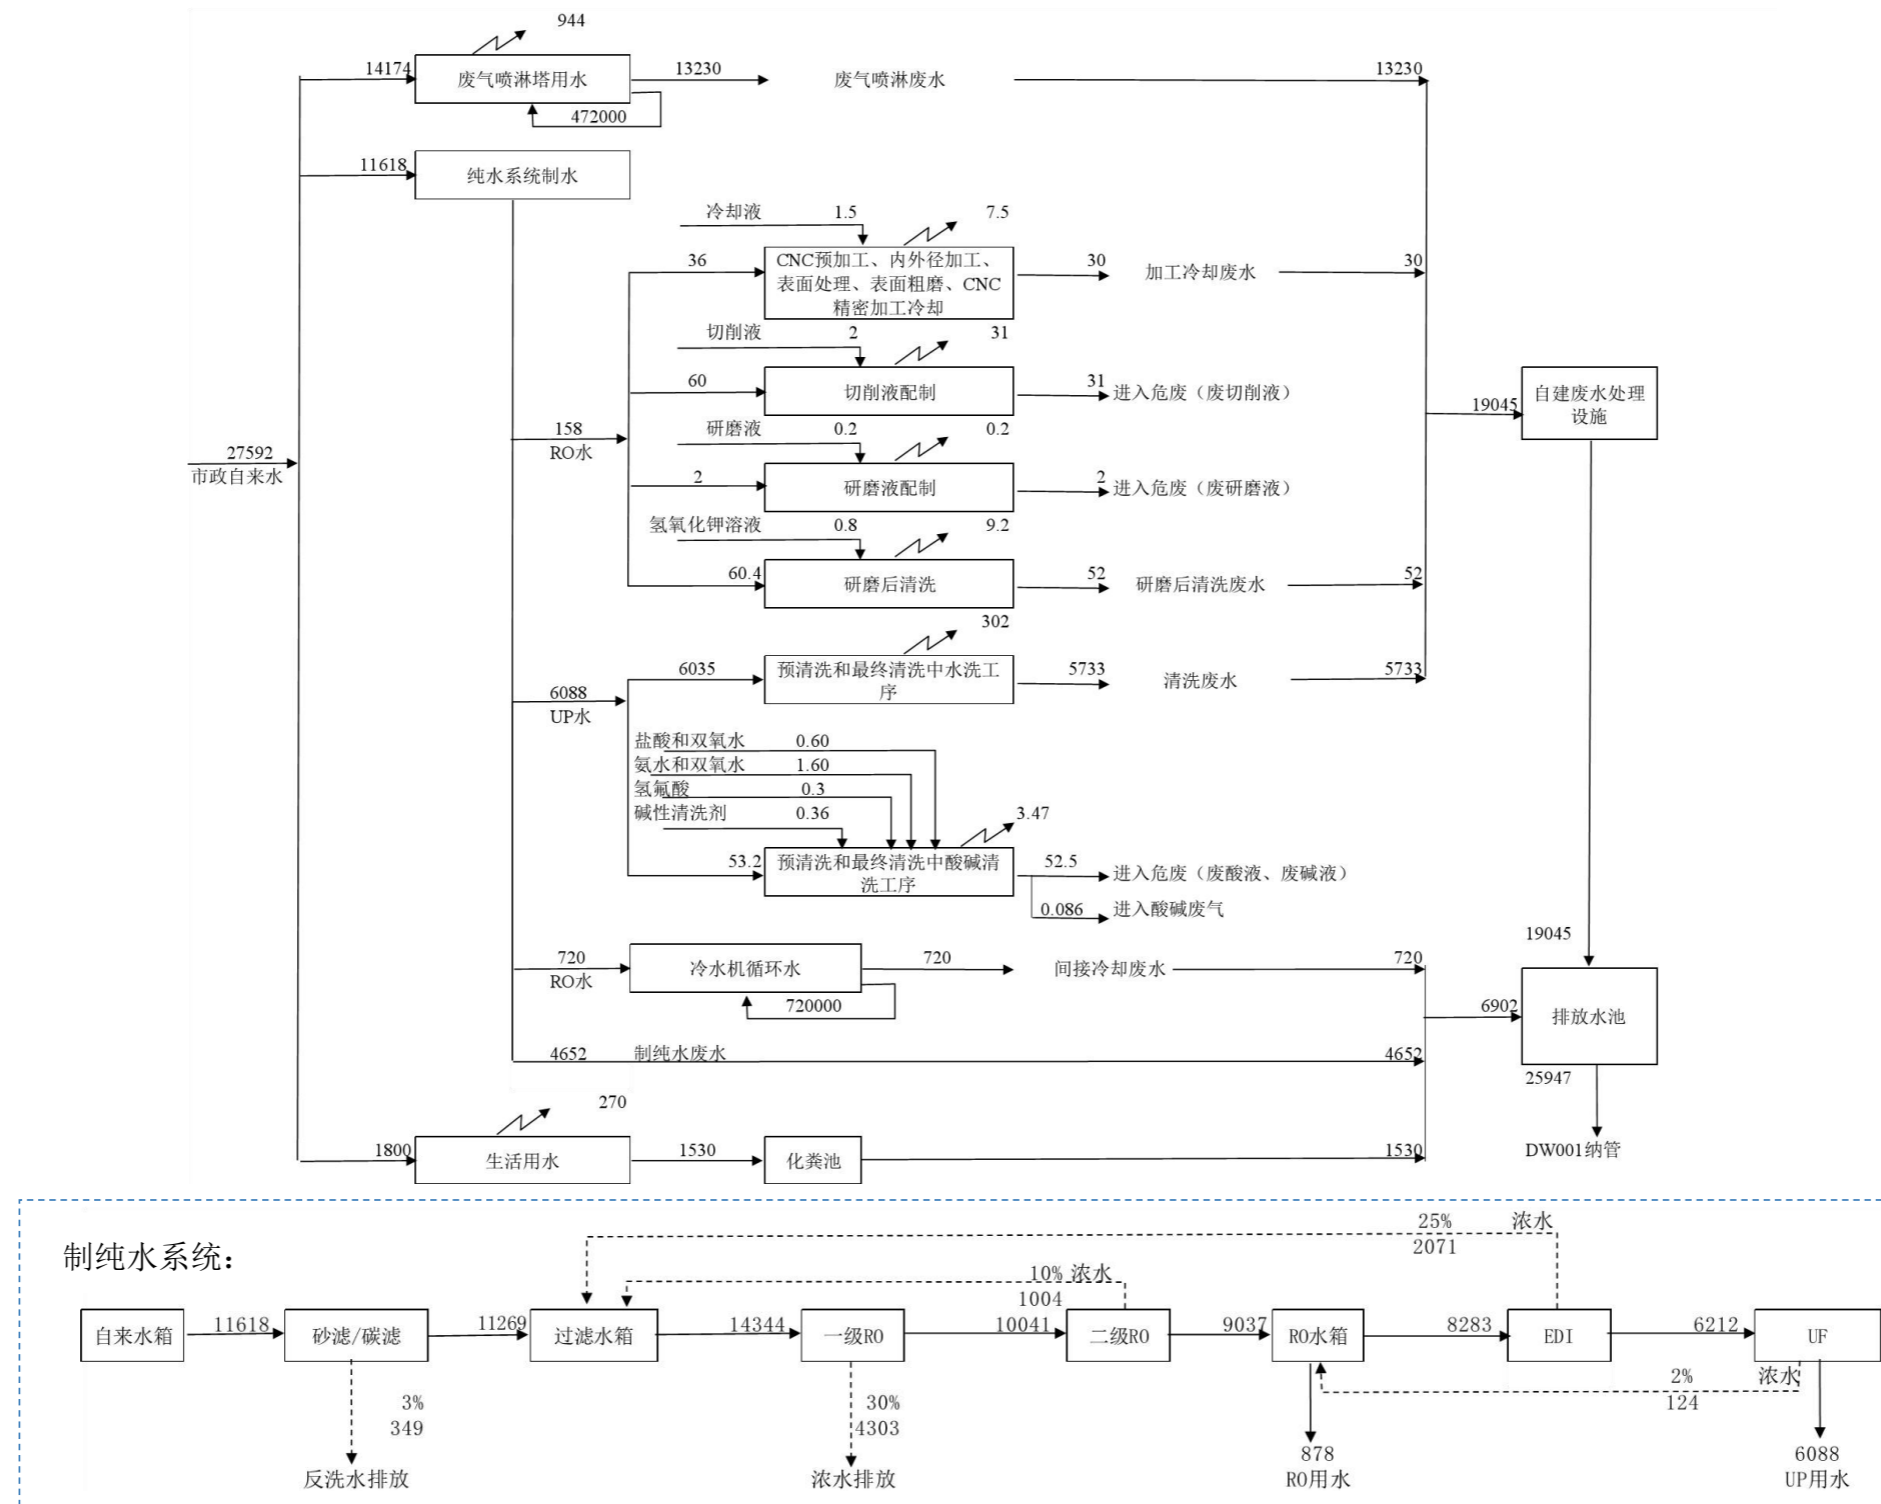 944
14174
废气喷淋塔用水
13230
废气喷淋废水
13230
472000
11618
纯水系统制水
冷却液
1.5
7.5
36
CNC预加工、内外径加工、
表面处理、表面粗磨、CNC
精密加工冷却
30
加工冷却废水
30
切削液
2
31
60
切削液配制
31
进入危废（废切削液）
19045
自建废水处理
设施
研磨液
0.2
0.2
158
RO水
27592
市政自来水
2
研磨液配制
2
进入危废（废研磨液）
氢氧化钾溶液
0.8
9.2
60.4
研磨后清洗
52
研磨后清洗废水
52
302
6035
预清洗和最终清洗中水洗工
序
5733
清洗废水
5733
6088
UP水
盐酸和双氧水
0.60
氨水和双氧水
1.60
氢氟酸
0.3
碱性清洗剂
0.36
3.47
53.2
预清洗和最终清洗中酸碱清
洗工序
52.5
进入危废（废酸液、废碱液）
0.086
进入酸碱废气
19045
720
RO水
冷水机循环水
720
间接冷却废水
720
720000
6902
排放水池
4652
制纯水废水
4652
25947
270
1800
生活用水
1530
化粪池
1530
DW001纳管
制纯水系统：
25%
浓水
2071
10%
浓水
1004
自来水箱
11618
砂滤/碳滤
11269
过滤水箱
14344
一级RO
10041
二级RO
9037
RO水箱
8283
EDI
6212
UF
2%
浓水
124
3%
349
30%
4303
反洗水排放
浓水排放
878
RO用水
6088
UP用水